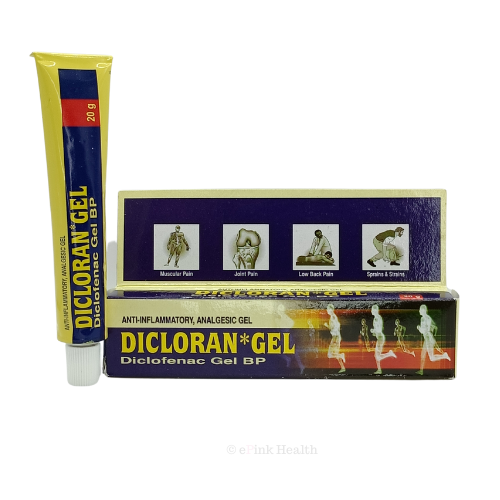 20 g
ANTI-INFLAMMATORY, ANALGESIC GEL
DICLORAN*GEL
Diclofenac Gel BP
Muscular Pain
Joint Pain
Low Back Pain
Sprains & Strains
DICLORAN*GEL
20 g
ANTI-INFLAMMATORY, ANALGESIC GEL
DICLORAN*GEL
Diclofenac Gel BP
© ePink Health